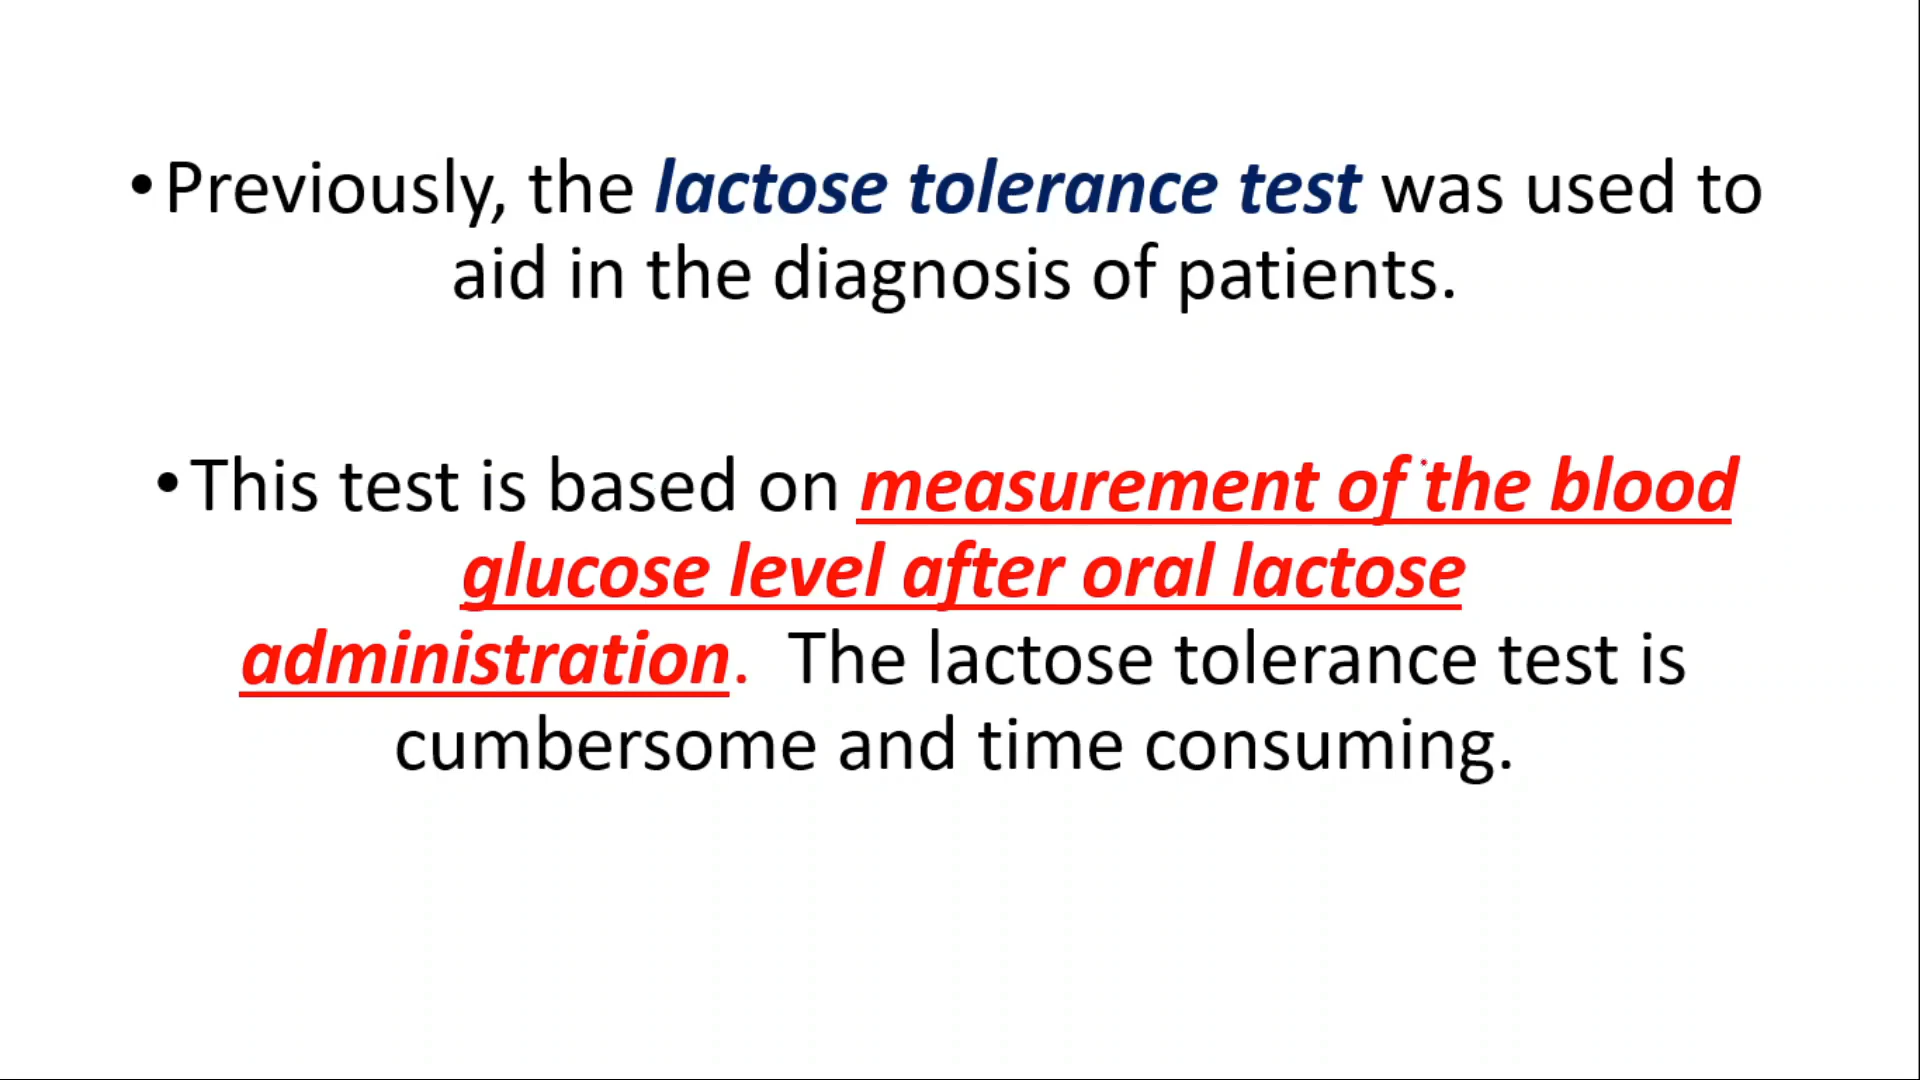 •Previously, the lactose tolerance test was used to
aid in the diagnosis of patients.
•This test is based on measurement of the blood
glucose level after oral lactose
administration.  The lactose tolerance test is
cumbersome and time consuming.